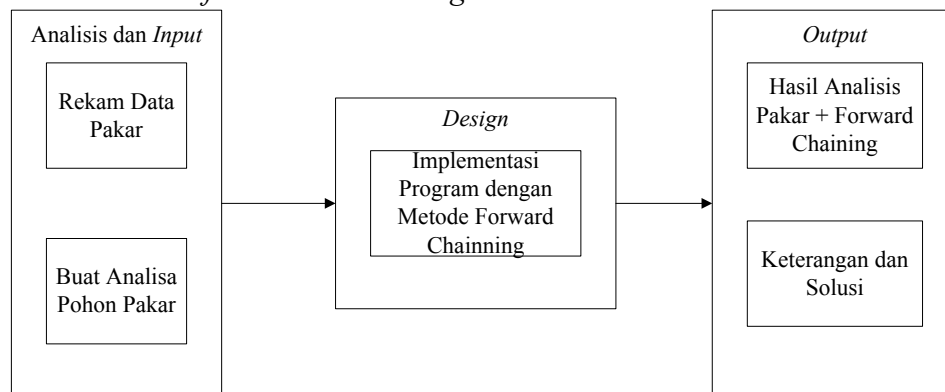 Analisis dan Input
Rekam Data
Pakar
Buat Analisa
Pohon Pakar
Design
Implementasi
Program dengan
Metode Forward
Chainning
Output
Hasil Analisis
Pakar + Forward
Chaining
Keterangan dan
Solusi